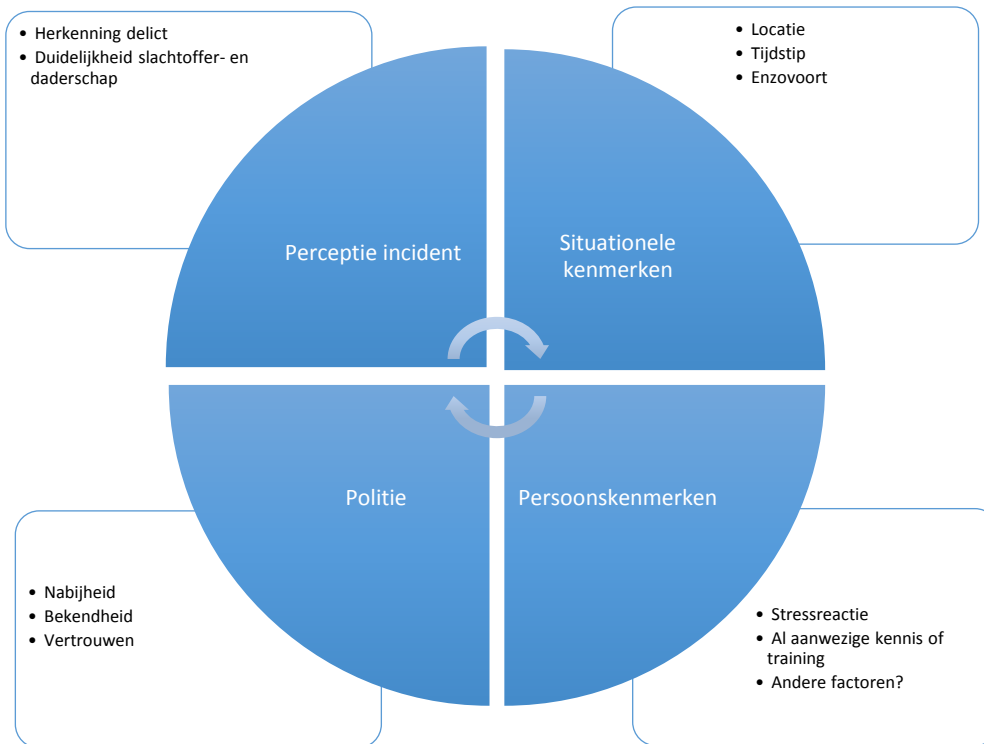 • Herkenning delict
• Duidelijkheid slachtoffer- en
daderschap
• Locatie
• Tijdstip
• Enzovoort
Perceptie incident
Situationele
kenmerken
Politie
Persoonskenmerken
• Nabijheid
• Bekendheid
• Vertrouwen
• Stressreactie
• Al aanwezige kennis of
training
• Andere factoren?